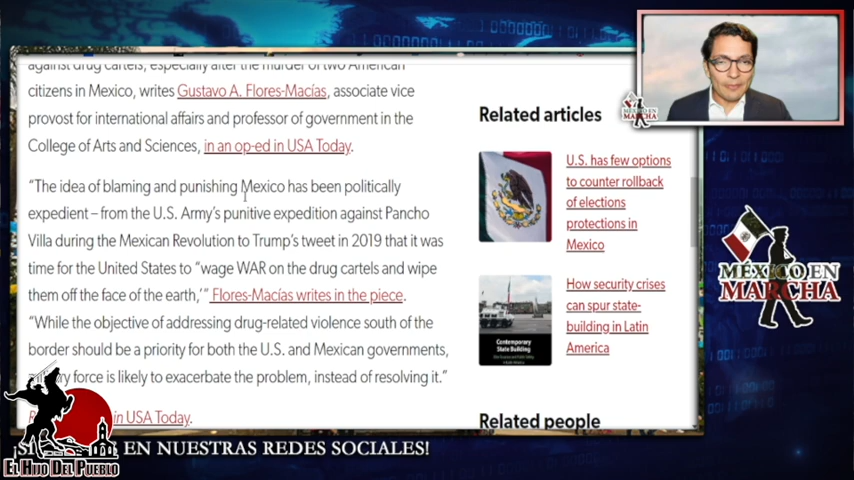 against drug cartels, especially after the murder of two American
citizens in Mexico, writes Gustavo A. Flores-Macías, associate vice
provost for international affairs and professor of government in the
College of Arts and Sciences, in an op-ed in USA Today.
“The idea of blaming and punishing Mexico has been politically
expedient – from the U.S. Army’s punitive expedition against Pancho
Villa during the Mexican Revolution to Trump’s tweet in 2019 that it was
time for the United States to “wage WAR on the drug cartels and wipe
them off the face of the earth,’” Flores-Macías writes in the piece.
“While the objective of addressing drug-related violence south of the
border should be a priority for both the U.S. and Mexican governments,
force is likely to exacerbate the problem, instead of resolving it.”
in USA Today.
Related articles
U.S. has few options
to counter rollback
of elections
protections in
Mexico
Contemporary
State Building
How security crises
can spur state-
building in Latin
America
Related people
MÉXICO EN
MARCHA
MÉXICO EN
MARCHA
EN NUESTRAS REDES SOCIALES!
EL HIJO DEL PUEBLO